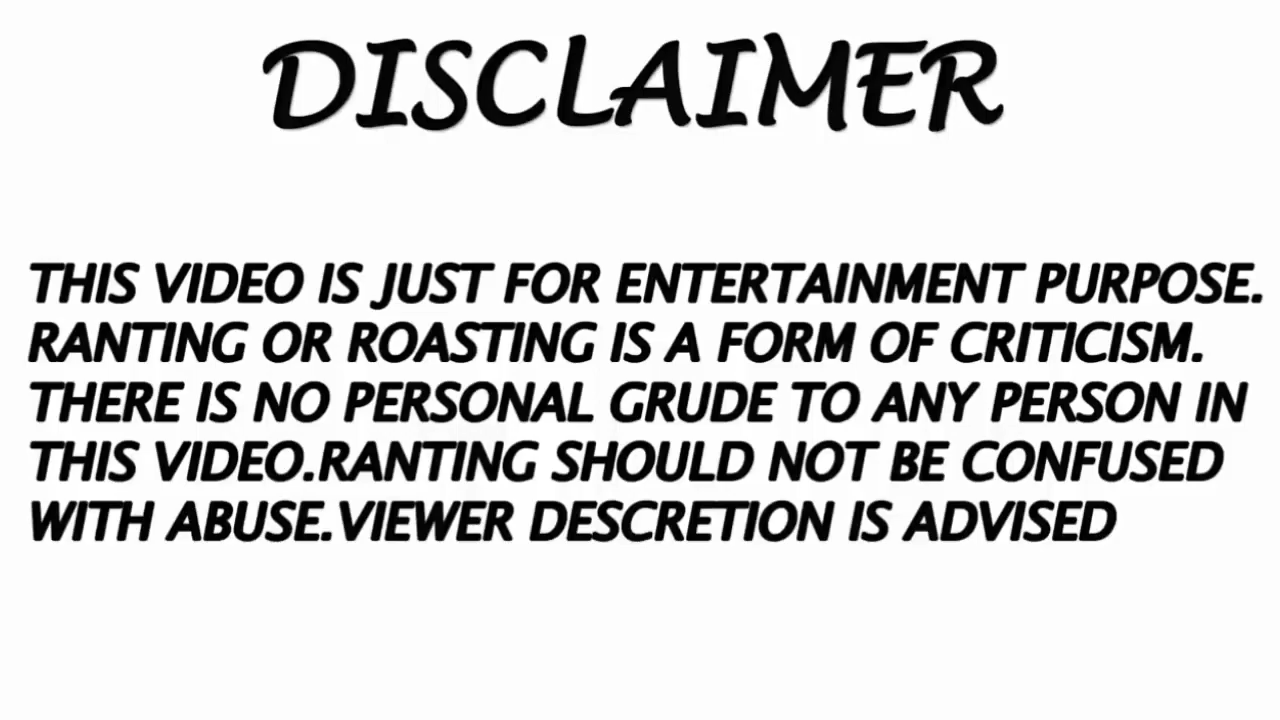 DISCLAIMER
THIS VIDEO IS JUST FOR ENTERTAINMENT PURPOSE.
RANTING OR ROASTING IS A FORM OF CRITICISM.
THERE IS NO PERSONAL GRUDE TO ANY PERSON IN
THIS VIDEO.RANTING SHOULD NOT BE CONFUSED
WITH ABUSE.VIEWER DESCRETION IS ADVISED